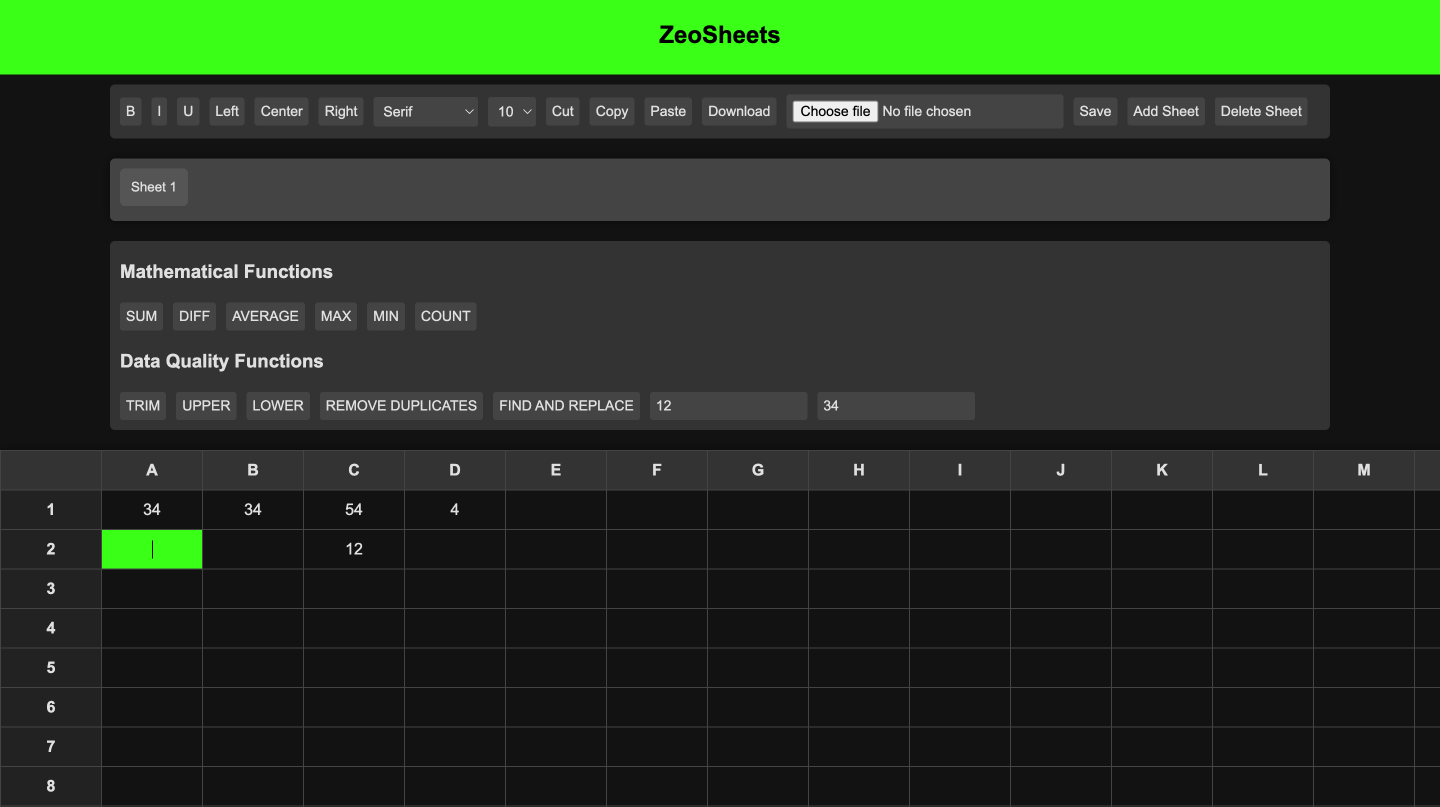 ZeoSheets
B I U Left Center Right Serif 10 Cut Copy Paste Download Choose file No file chosen Save Add Sheet Delete Sheet
Sheet 1
Mathematical Functions
SUM DIFF AVERAGE MAX MIN COUNT
Data Quality Functions
TRIM UPPER LOWER REMOVE DUPLICATES FIND AND REPLACE 12 34
A B C D E F G H I J K L M
1 34 34 54 4
2 12
3
4
5
6
7
8